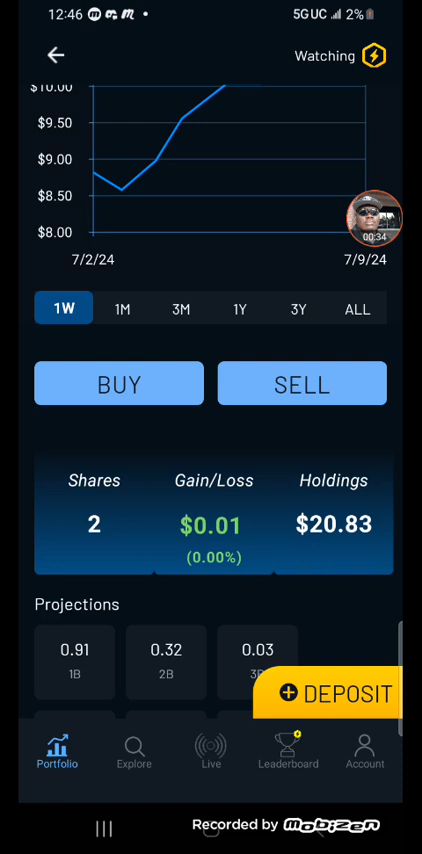 12:46 5GUC 2%
Watching
$10.00
$9.50
$9.00
$8.50
$8.00
00:34
7/2/24 7/9/24
1W 1M 3M 1Y 3Y ALL
BUY SELL
Shares Gain/Loss Holdings
2 $0.01 $20.83
(0.00%)
Projections
0.91 0.32 0.03
1B 2B
DEPOSIT
Portfolio Explore Live Leaderboard Account
Recorded by Mobizen